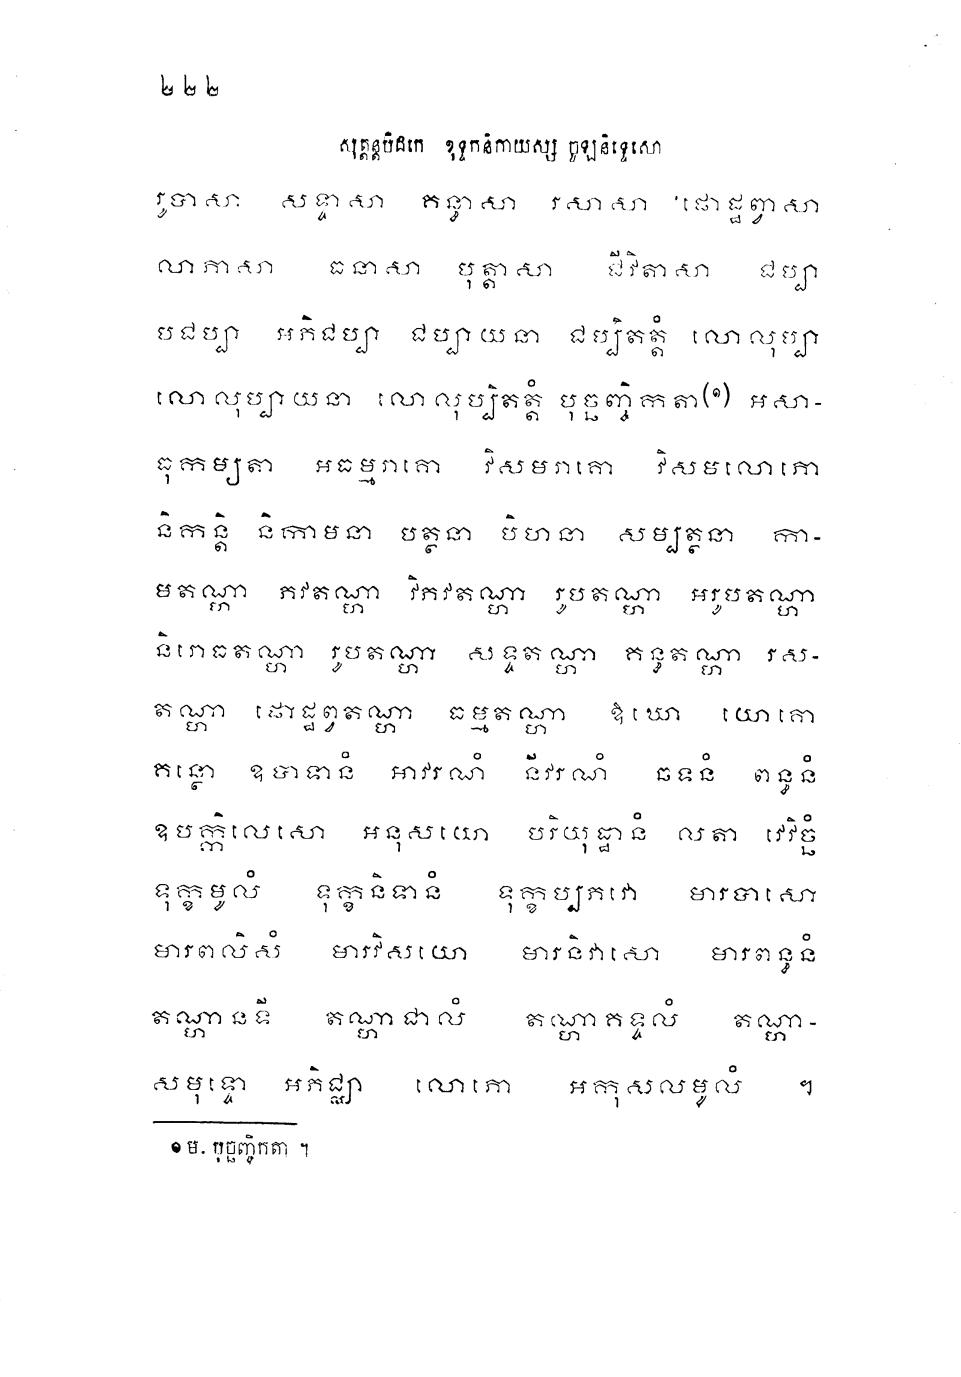 ២២២
សុត្តន្តបិដកេ ខុទ្ទកនិកាយស្ស ចូឡនិទ្ទេសោ
រូបាសា សទ្ទាសា គន្ធាសា រសាសា ផោដ្ឋព្វាសា
លាភាសា ធនាសា បុត្តាសា ជីវិតាសា ជប្បា
បជប្បា អភិជប្បា ជប្បាយនា ជប្បិតត្តំ លោលុប្បា
លោលុប្បាយនា លោលុប្បិតត្តំ បុច្ឆញ្ជិកតា(១) អសា-
ធុកម្យតា អធម្មរាគោ វិសមរាគោ វិសមលោភោ
និកន្តិ និកាមនា បត្ថនា បិហនា សម្បត្ថនា កា-
មតណ្ហា ភវតណ្ហា វិភវតណ្ហា រូបតណ្ហា អរូបតណ្ហា
និរោធតណ្ហា រូបតណ្ហា សទ្ទតណ្ហា គន្ធតណ្ហា រស-
តណ្ហា ផោដ្ឋព្វតណ្ហា ធម្មតណ្ហា ឱឃោ យោគោ
គន្ថោ ឧបាទានំ អាវរណំ នីវរណំ ឆទនំ ពន្ធនំ
ឧបក្កិលេសោ អនុសយោ បរិយុដ្ឋានំ លតា វេវិច្ឆំ
ទុក្ខមូលំ ទុក្ខនិទានំ ទុក្ខប្បភវោ មារបាសោ
មារពលិសំ មារវិសយោ មារនិវាសោ មារពន្ធនំ
តណ្ហានទី តណ្ហាជាលំ តណ្ហាគទ្ទុលំ តណ្ហា-
សមុទ្ទោ អភិជ្ឈា លោភោ អកុសលមូលំ ។
១ ម. បុច្ឆញ្ជិកតា ។